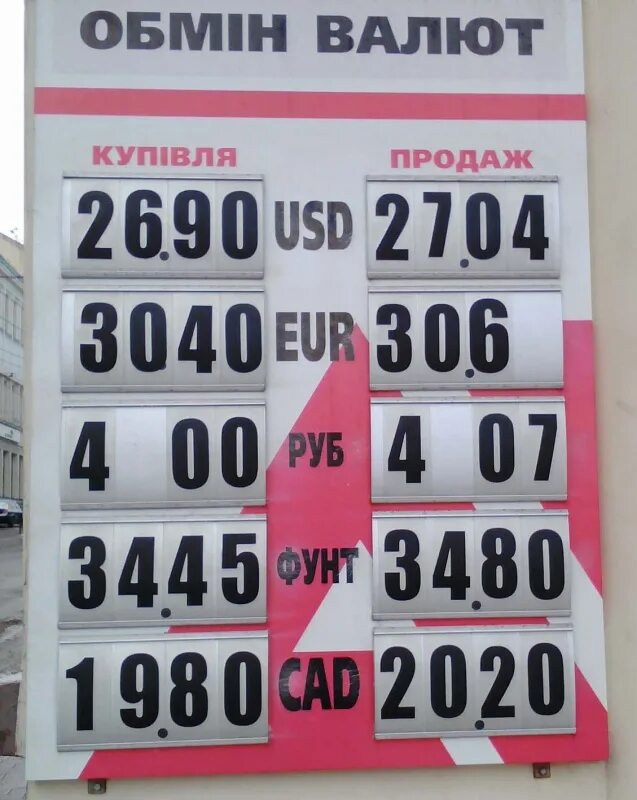 ОБМІН ВАЛЮТ
КУПІВЛЯ ПРОДАЖ
26.90 USD 27.04
30.40 EUR 30.6
4 00 РУБ 4 07
34.45 ФУНТ 34.80
19.80 CAD 20.20